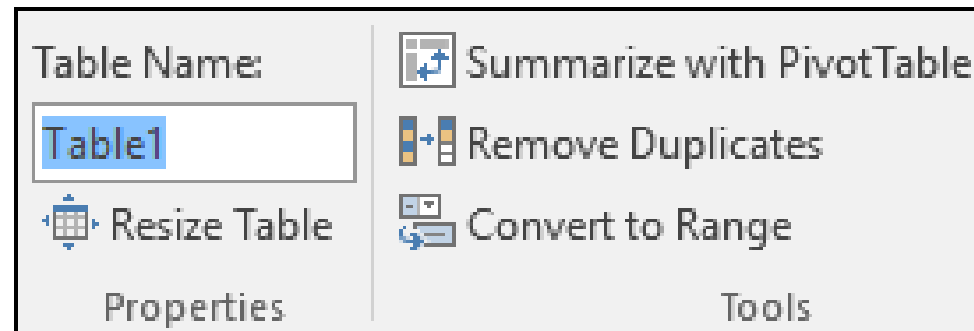 Table Name:
Table1
Resize Table
Properties
Summarize with PivotTable
Remove Duplicates
Convert to Range
Tools